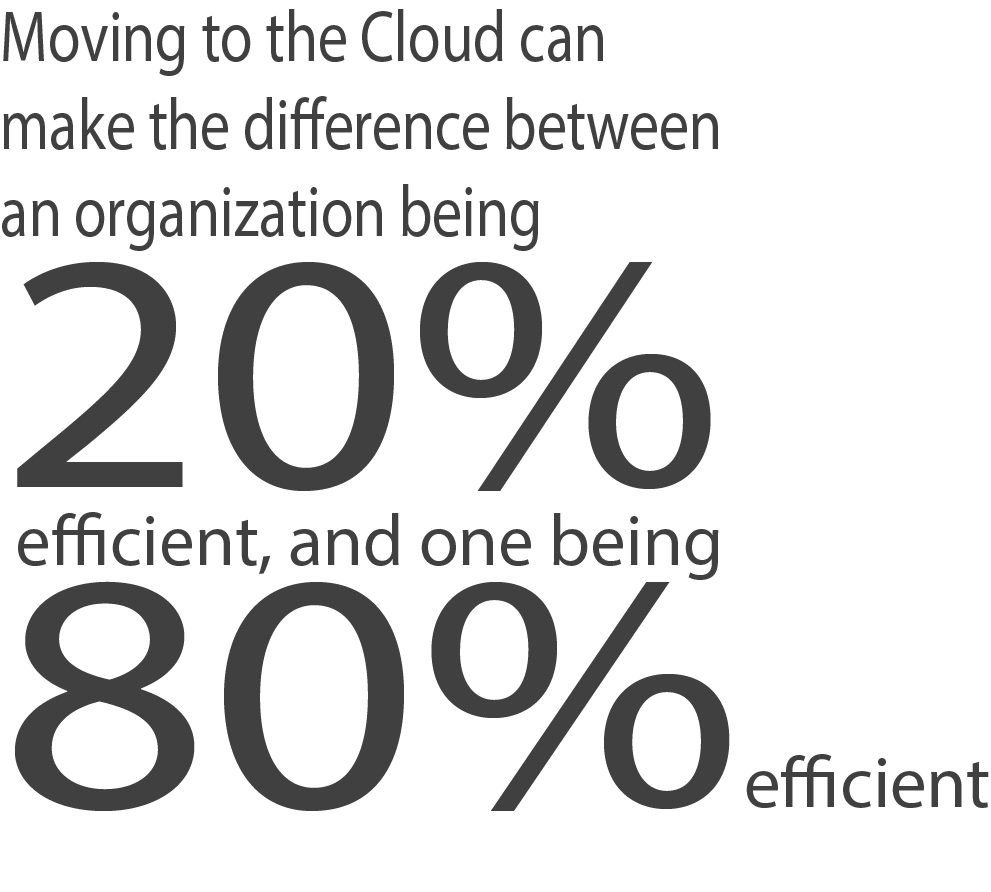 Moving to the Cloud can
make the difference between
an organization being
20%
efficient, and one being
80% efficient